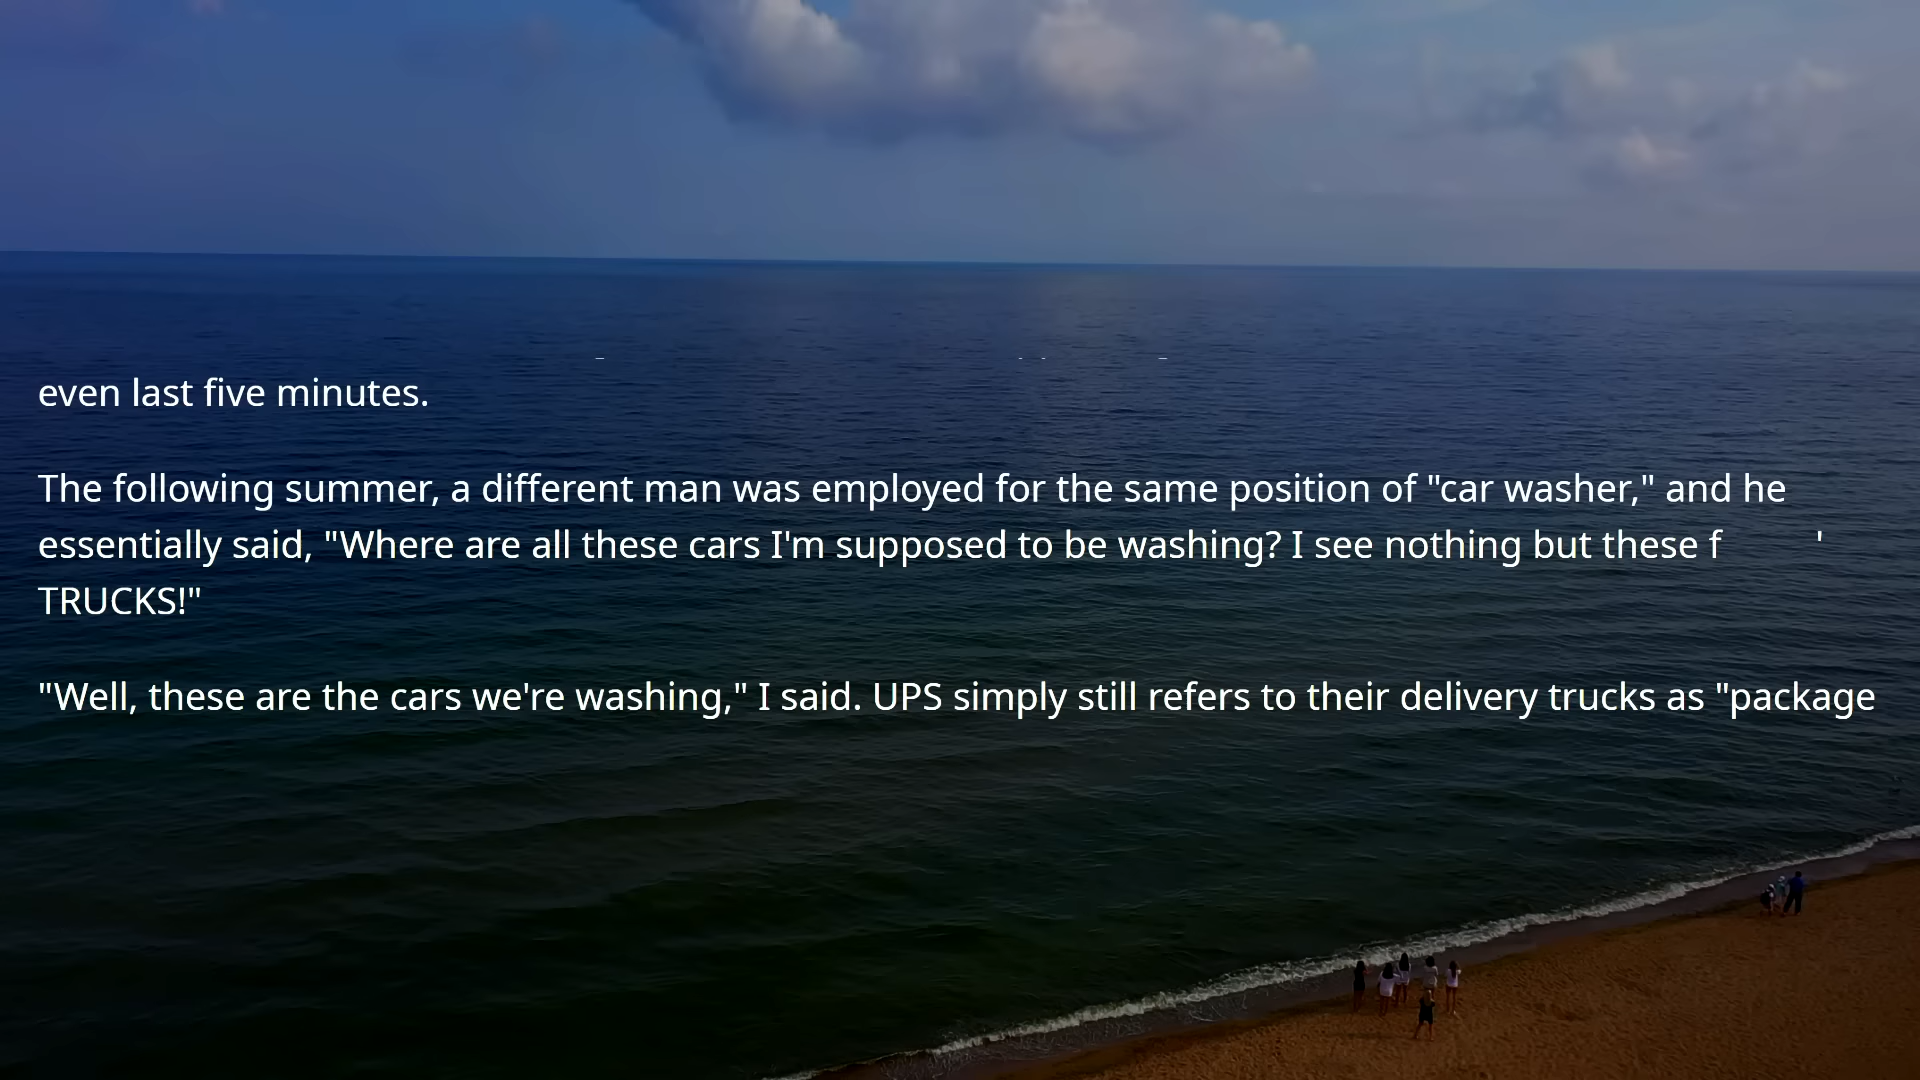 even last five minutes.
The following summer, a different man was employed for the same position of "car washer," and he
essentially said, "Where are all these cars I'm supposed to be washing? I see nothing but these f '
TRUCKS!"
"Well, these are the cars we're washing," I said. UPS simply still refers to their delivery trucks as "package